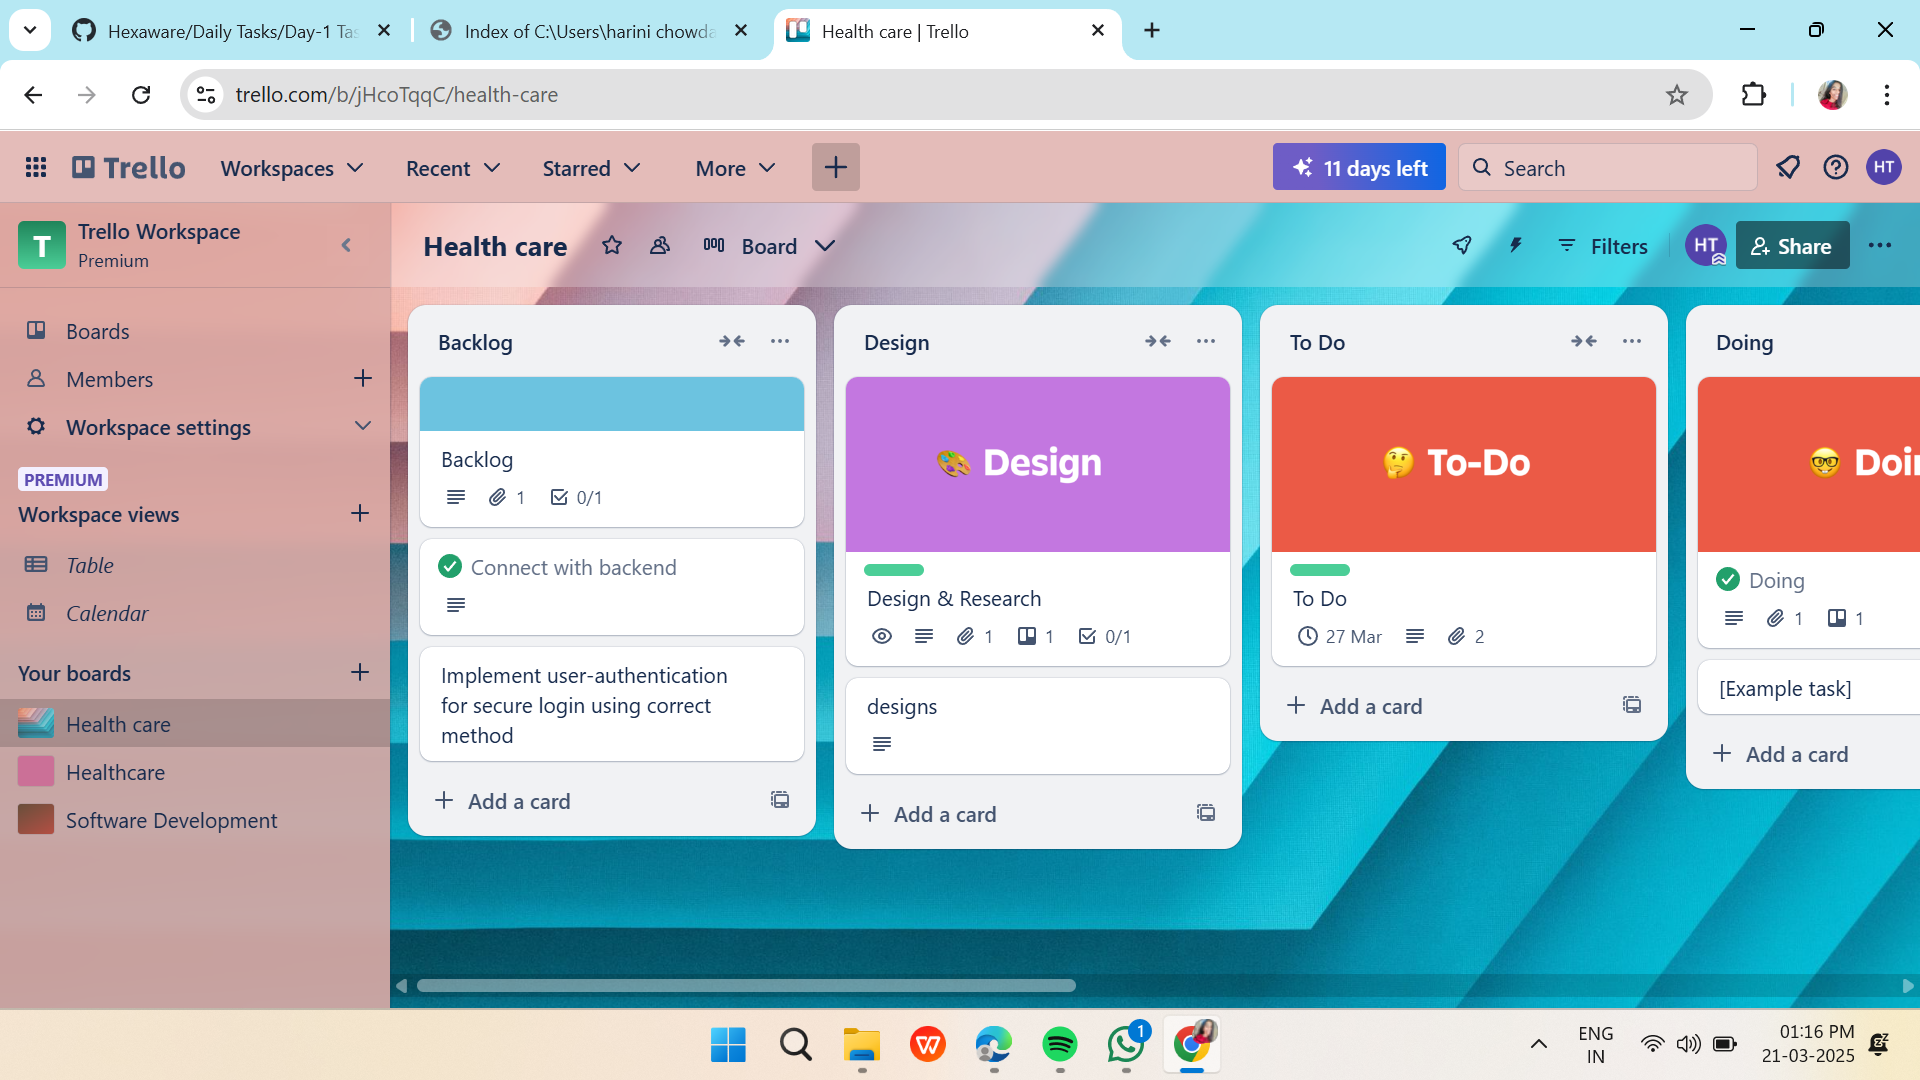 Hexaware/Daily Tasks/Day-1 Tas
Index of C:\Users\harini chowda
Health care | Trello
trello.com/b/jHcoTqqC/health-care
Trello
Workspaces
Recent
Starred
More
11 days left
Search
HT
T
Trello Workspace
Premium
Health care
Board
Filters
HT
Share
Boards
Members
Workspace settings
PREMIUM
Workspace views
Table
Calendar
Your boards
Health care
Healthcare
Software Development
Backlog
Backlog
1
0/1
Connect with backend
Implement user-authentication
for secure login using correct
method
Add a card
Design
🎨 Design
Design & Research
1
1
0/1
designs
Add a card
To Do
🤔 To-Do
To Do
27 Mar
2
Add a card
Doing
🤓 Doin
Doing
1
1
[Example task]
Add a card
1
ENG
IN
01:16 PM
21-03-2025